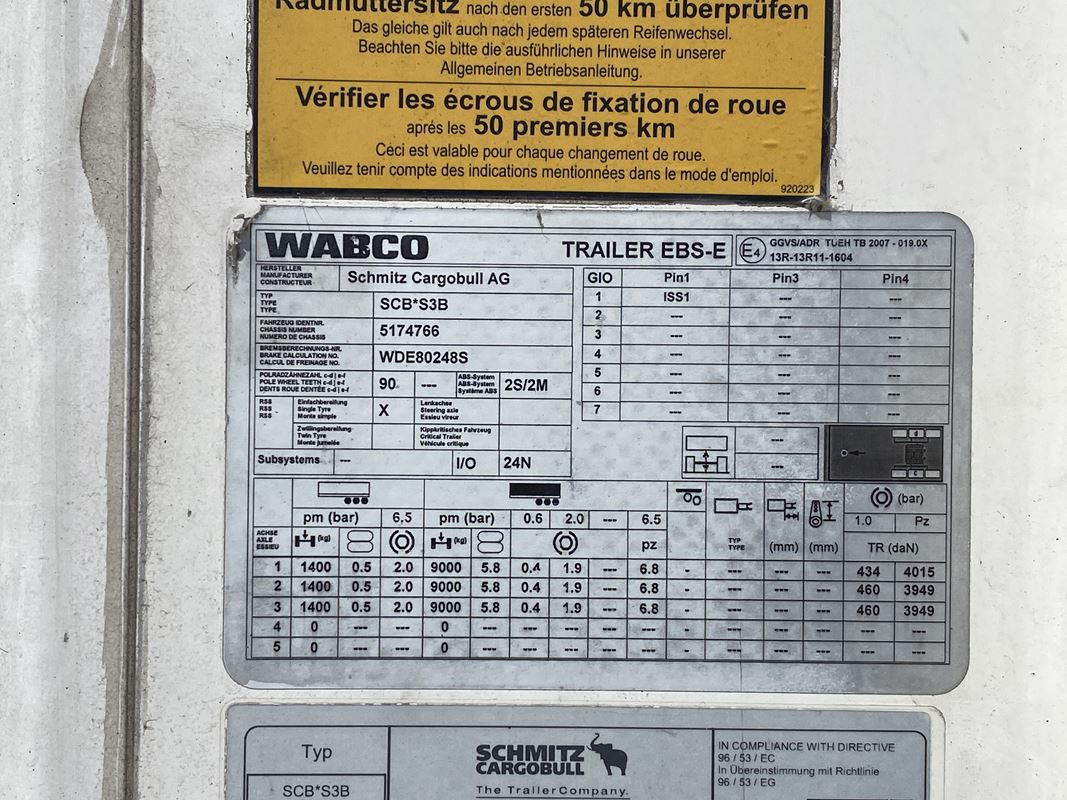 Radmuttersitz nach den ersten 50 km überprüfen
Das gleiche gilt auch nach jedem späteren Reifenwechsel.
Beachten Sie bitte die ausführlichen Hinweise in unserer
Allgemeinen Betriebsanleitung.
Vérifier les écrous de fixation de roue
aprés les 50 premiers km
Ceci est valable pour chaque changement de roue.
Veuillez tenir compte des indications mentionnées dans le mode d'emploi.
920223
WABCO TRAILER EBS-E E4 GGVS/ADR TUEH TB 2007 - 019.0X
13R-13R11-1604
HERSTELLER
MANUFACTURER
CONSTRUCTEUR
Schmitz Cargobull AG
TYP
TYPE
TYPE
SCB*S3B
FAHRZEUG IDENTNR.
CHASSIS NUMBER
NUMERO DE CHASSIS
5174766
BREMSBERECHNUNGS-NR.
BRAKE CALCULATION NO.
CALCUL DE FREINAGE NO.
WDE80248S
POLRADZÄHNEZAHL c-d | e-f
POLE WHEEL TEETH c-d | e-f
DENTS ROUE DENTÉE c-d | e-f
90 ---
ABS-System
ABS-System
Système ABS
2S/2M
RSS
RSS
RSS
Einfachbereifung
Single Tyre
Monte simple
X
Lenkachse
Steering axle
Essieu vireur
Zwillingsbereifung
Twin Tyre
Monte jumelée
Kippkritisches Fahrzeug
Critical Trailer
Véhicule critique
Subsystems --- I/O 24N
GIO Pin1 Pin3 Pin4
1 ISS1 --- ---
2 --- --- ---
3 --- --- ---
4 --- --- ---
5 --- --- ---
6 --- --- ---
7 --- --- ---
---
---
d
c
(bar)
pm (bar) 6.5 pm (bar) 0.6 2.0 --- 6.5 1.0 Pz
ACHSE
AXLE
ESSIEU
(kg) (kg) pz
TYP
TYPE
(mm) (mm) TR (daN)
1 1400 0.5 2.0 9000 5.8 0.4 1.9 --- 6.8 - --- --- --- 434 4015
2 1400 0.5 2.0 9000 5.8 0.4 1.9 --- 6.8 - --- --- --- 460 3949
3 1400 0.5 2.0 9000 5.8 0.4 1.9 --- 6.8 - --- --- --- 460 3949
4 0 --- --- 0 --- --- --- --- --- - --- --- --- --- ---
5 0 --- --- 0 --- --- --- --- --- - --- --- --- --- ---
Typ
SCB*S3B
SCHMITZ
CARGOBULL
The Trailer Company.
IN COMPLIANCE WITH DIRECTIVE
96 / 53 / EC
In Übereinstimmung mit Richtlinie
96 / 53 / EG